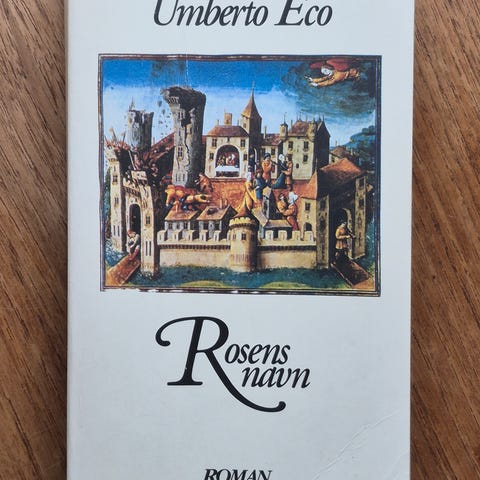 Umberto Eco
Rosens
navn
ROMAN